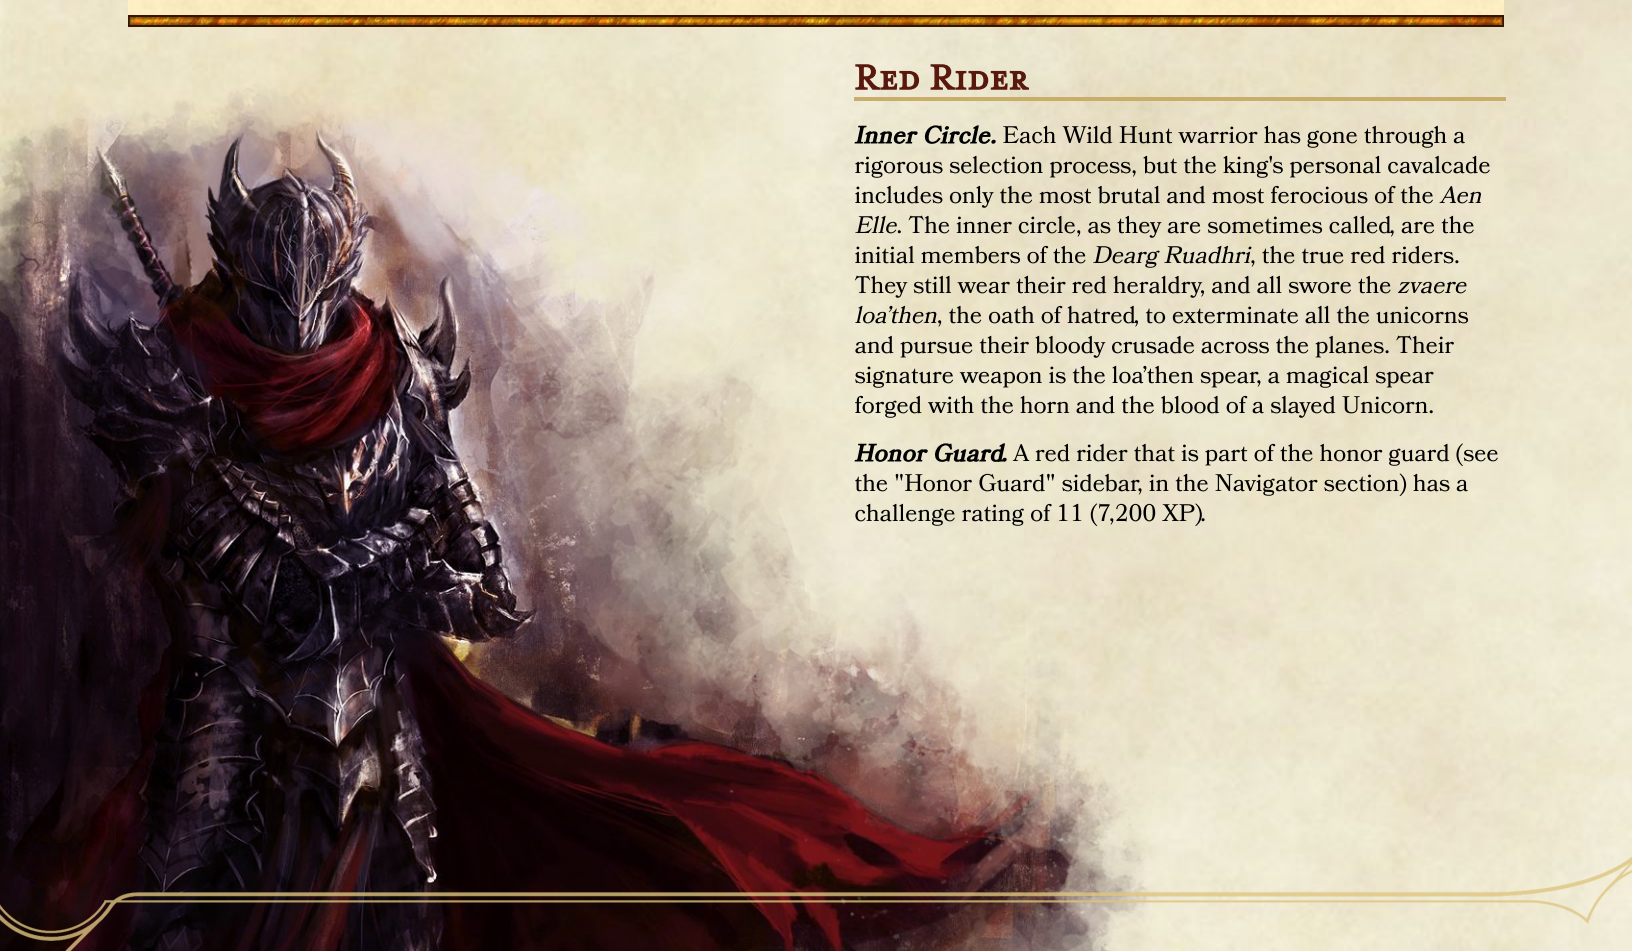 Red Rider
Inner Circle. Each Wild Hunt warrior has gone through a
rigorous selection process, but the king's personal cavalcade
includes only the most brutal and most ferocious of the Aen
Elle. The inner circle, as they are sometimes called, are the
initial members of the Dearg Ruadhri, the true red riders.
They still wear their red heraldry, and all swore the zvaere
loa’then, the oath of hatred, to exterminate all the unicorns
and pursue their bloody crusade across the planes. Their
signature weapon is the loa’then spear, a magical spear
forged with the horn and the blood of a slayed Unicorn.
Honor Guard. A red rider that is part of the honor guard (see
the "Honor Guard" sidebar, in the Navigator section) has a
challenge rating of 11 (7,200 XP).